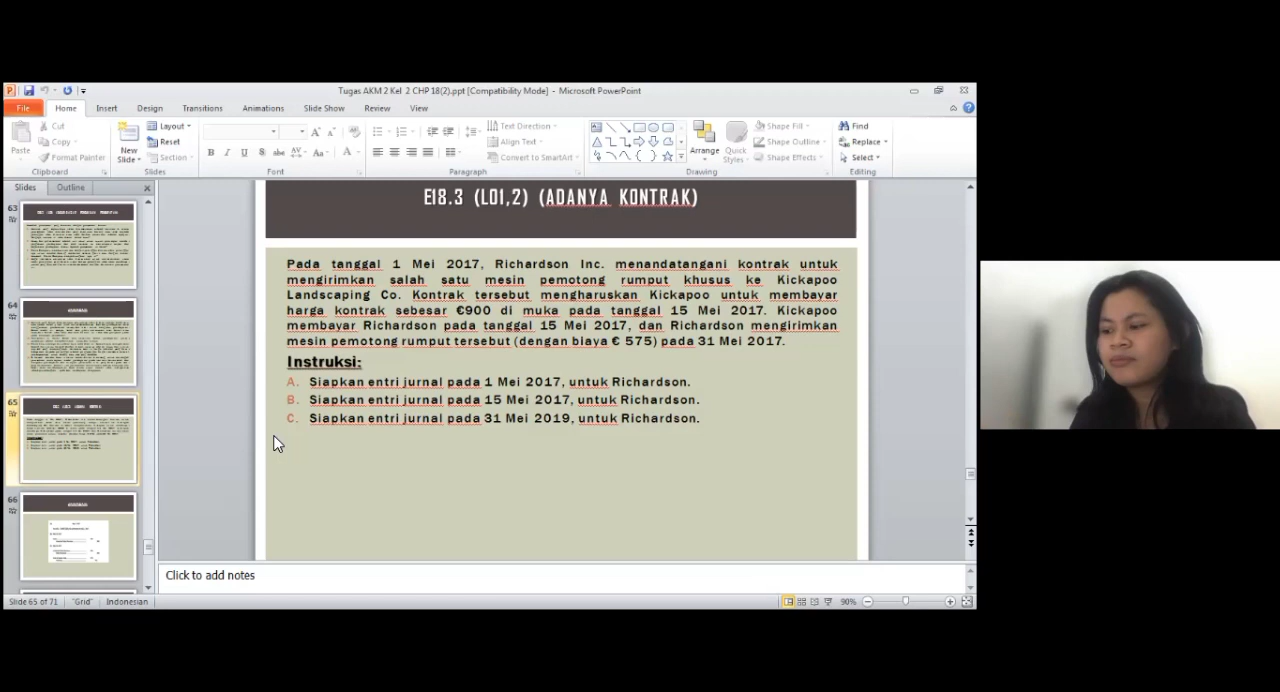 Tugas AKM 2 Kel 2 CHP 18(2).ppt [Compatibility Mode] - Microsoft PowerPoint
File Home Insert Design Transitions Animations Slide Show Review View
Paste Cut Copy Format Painter
Clipboard
New Slide Layout Reset Section
Slides
Font
Text Direction Align Text Convert to SmartArt
Paragraph
Arrange Quick Styles Shape Fill Shape Outline Shape Effects
Drawing
Find Replace Select
Editing
Slides Outline
63
64
65
66
E18.3 (LO1,2) (ADANYA KONTRAK)
Pada tanggal 1 Mei 2017, Richardson Inc. menandatangani kontrak untuk
mengirimkan salah satu mesin pemotong rumput khusus ke Kickapoo
Landscaping Co. Kontrak tersebut mengharuskan Kickapoo untuk membayar
harga kontrak sebesar €900 di muka pada tanggal 15 Mei 2017. Kickapoo
membayar Richardson pada tanggal 15 Mei 2017, dan Richardson mengirimkan
mesin pemotong rumput tersebut (dengan biaya € 575) pada 31 Mei 2017.
Instruksi:
A. Siapkan entri jurnal pada 1 Mei 2017, untuk Richardson.
B. Siapkan entri jurnal pada 15 Mei 2017, untuk Richardson.
C. Siapkan entri jurnal pada 31 Mei 2019, untuk Richardson.
Click to add notes
Slide 65 of 71 "Grid" Indonesian 90%